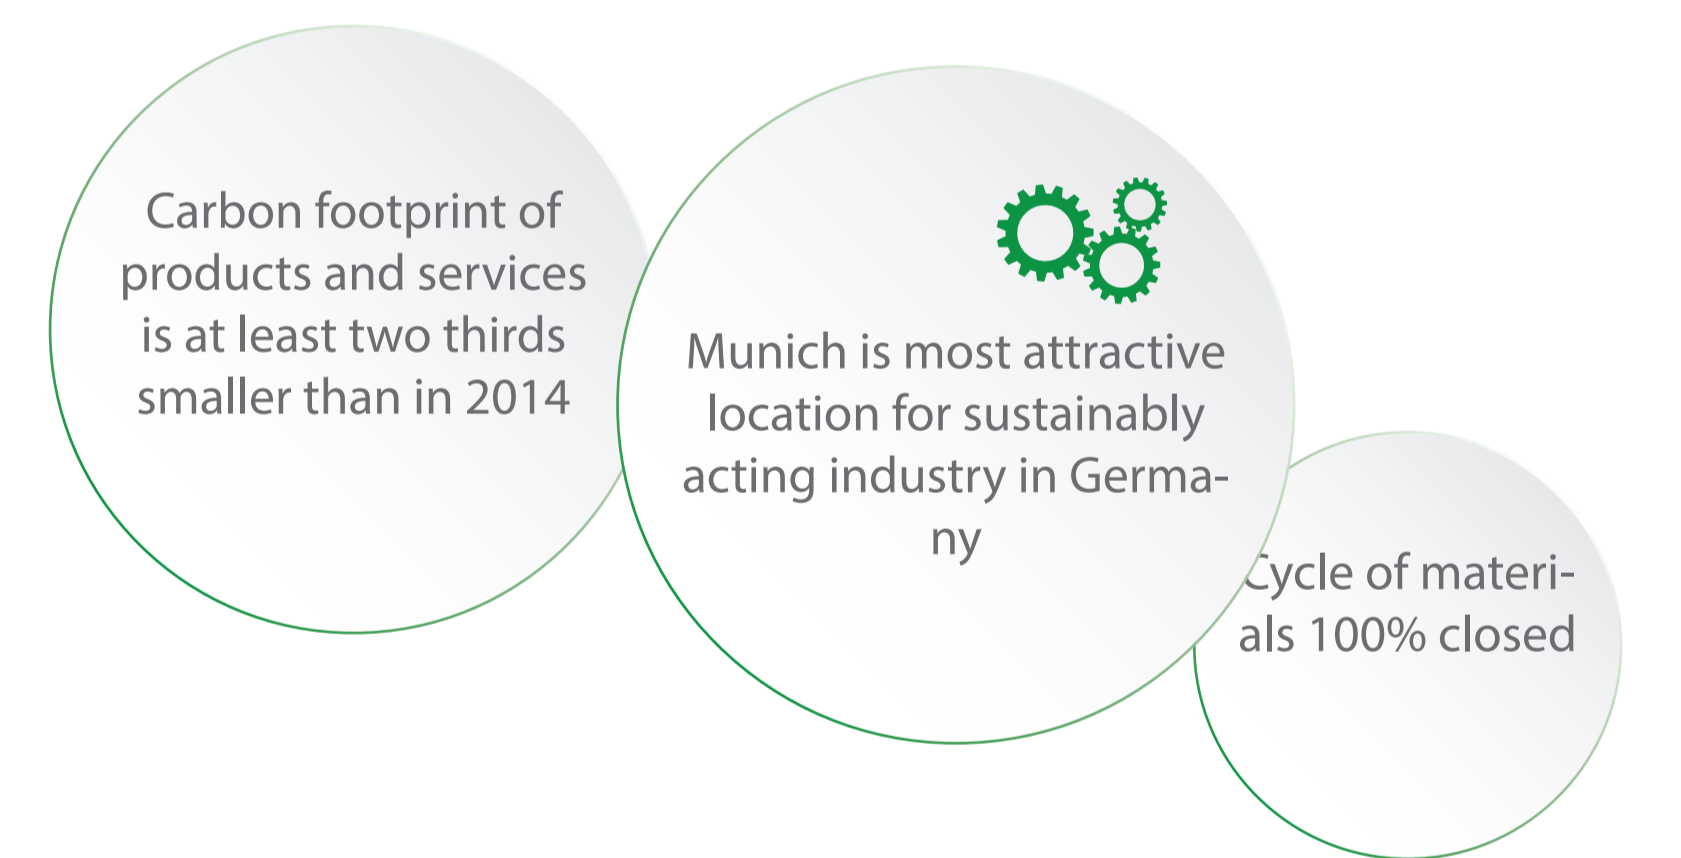 Carbon footprint of
products and services
is at least two thirds
smaller than in 2014
Munich is most attractive
location for sustainably
acting industry in Germa-
ny
Cycle of materi-
als 100% closed